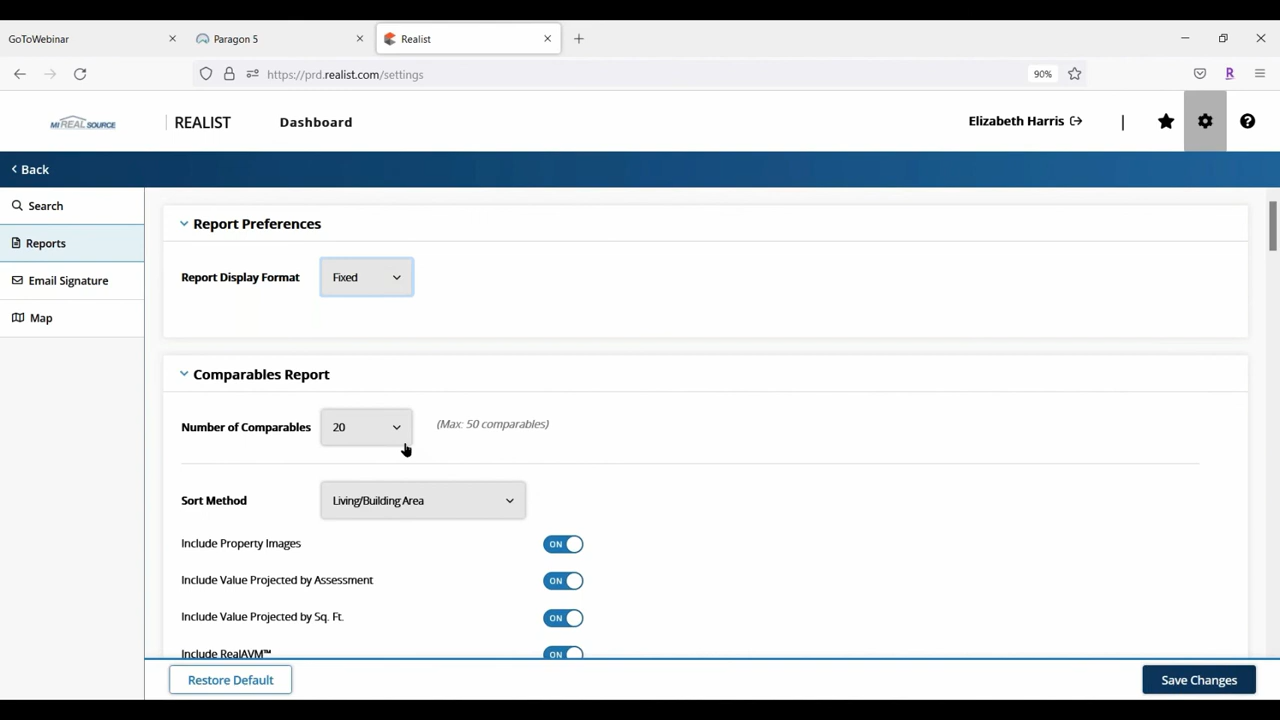 GoToWebinar
Paragon 5
Realist
https://prd.realist.com/settings
90%
R
MI REAL SOURCE
REALIST
Dashboard
Elizabeth Harris
Back
Search
Reports
Email Signature
Map
Report Preferences
Report Display Format Fixed
Comparables Report
Number of Comparables 20 (Max: 50 comparables)
Sort Method Living/Building Area
Include Property Images ON
Include Value Projected by Assessment ON
Include Value Projected by Sq. Ft. ON
Include RealAVM™ ON
Restore Default
Save Changes